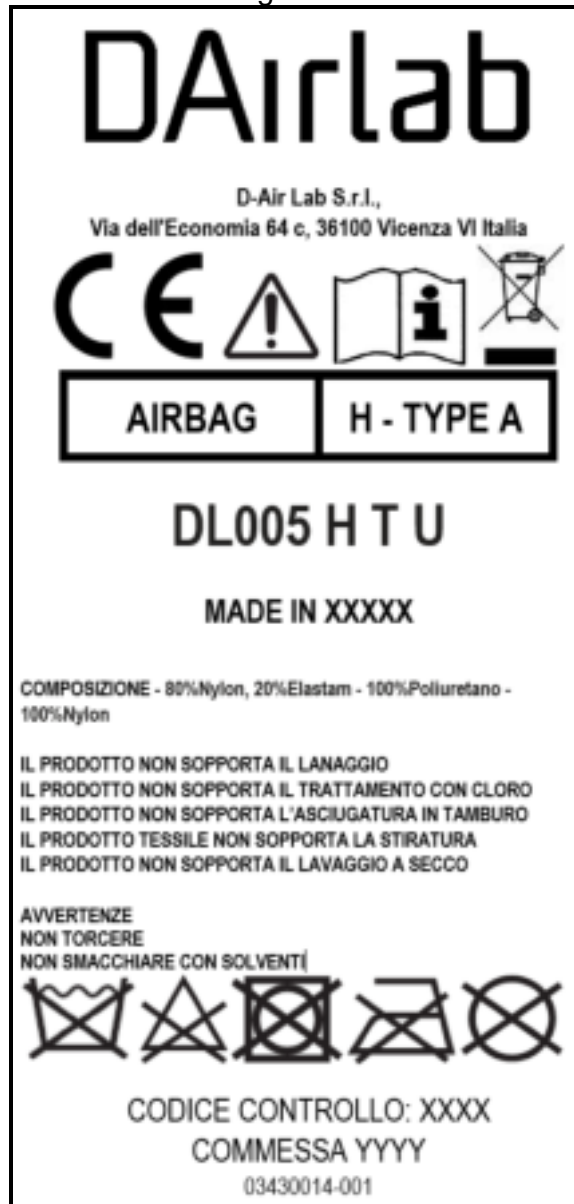 DAırlab
D-Air Lab S.r.l.,
Via dell'Economia 64 c, 36100 Vicenza VI Italia
CE
AIRBAG H - TYPE A
DL005 H T U
MADE IN XXXXX
COMPOSIZIONE - 80%Nylon, 20%Elastam - 100%Poliuretano -
100%Nylon
IL PRODOTTO NON SOPPORTA IL LANAGGIO
IL PRODOTTO NON SOPPORTA IL TRATTAMENTO CON CLORO
IL PRODOTTO NON SOPPORTA L'ASCIUGATURA IN TAMBURO
IL PRODOTTO TESSILE NON SOPPORTA LA STIRATURA
IL PRODOTTO NON SOPPORTA IL LAVAGGIO A SECCO
AVVERTENZE
NON TORCERE
NON SMACCHIARE CON SOLVENTI
CODICE CONTROLLO: XXXX
COMMESSA YYYY
03430014-001